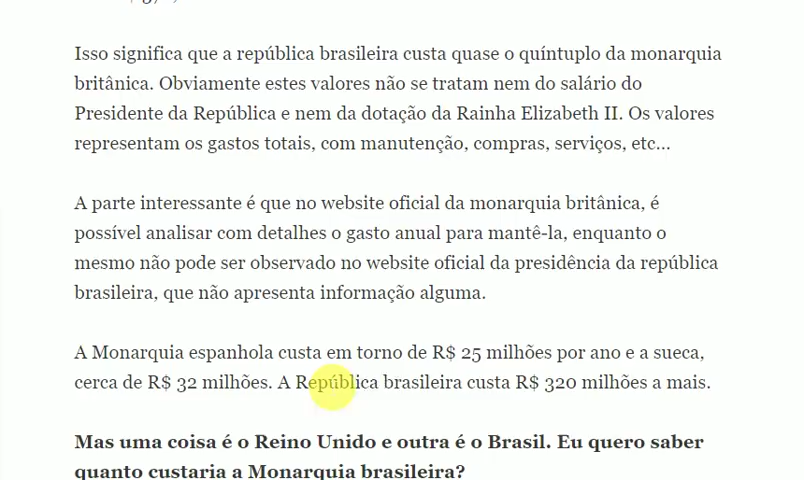 Isso significa que a república brasileira custa quase o quíntuplo da monarquia
britânica. Obviamente estes valores não se tratam nem do salário do
Presidente da República e nem da dotação da Rainha Elizabeth II. Os valores
representam os gastos totais, com manutenção, compras, serviços, etc...
A parte interessante é que no website oficial da monarquia britânica, é
possível analisar com detalhes o gasto anual para mantê-la, enquanto o
mesmo não pode ser observado no website oficial da presidência da república
brasileira, que não apresenta informação alguma.
A Monarquia espanhola custa em torno de R$ 25 milhões por ano e a sueca,
cerca de R$ 32 milhões. A República brasileira custa R$ 320 milhões a mais.
Mas uma coisa é o Reino Unido e outra é o Brasil. Eu quero saber
quanto custaria a Monarquia brasileira?